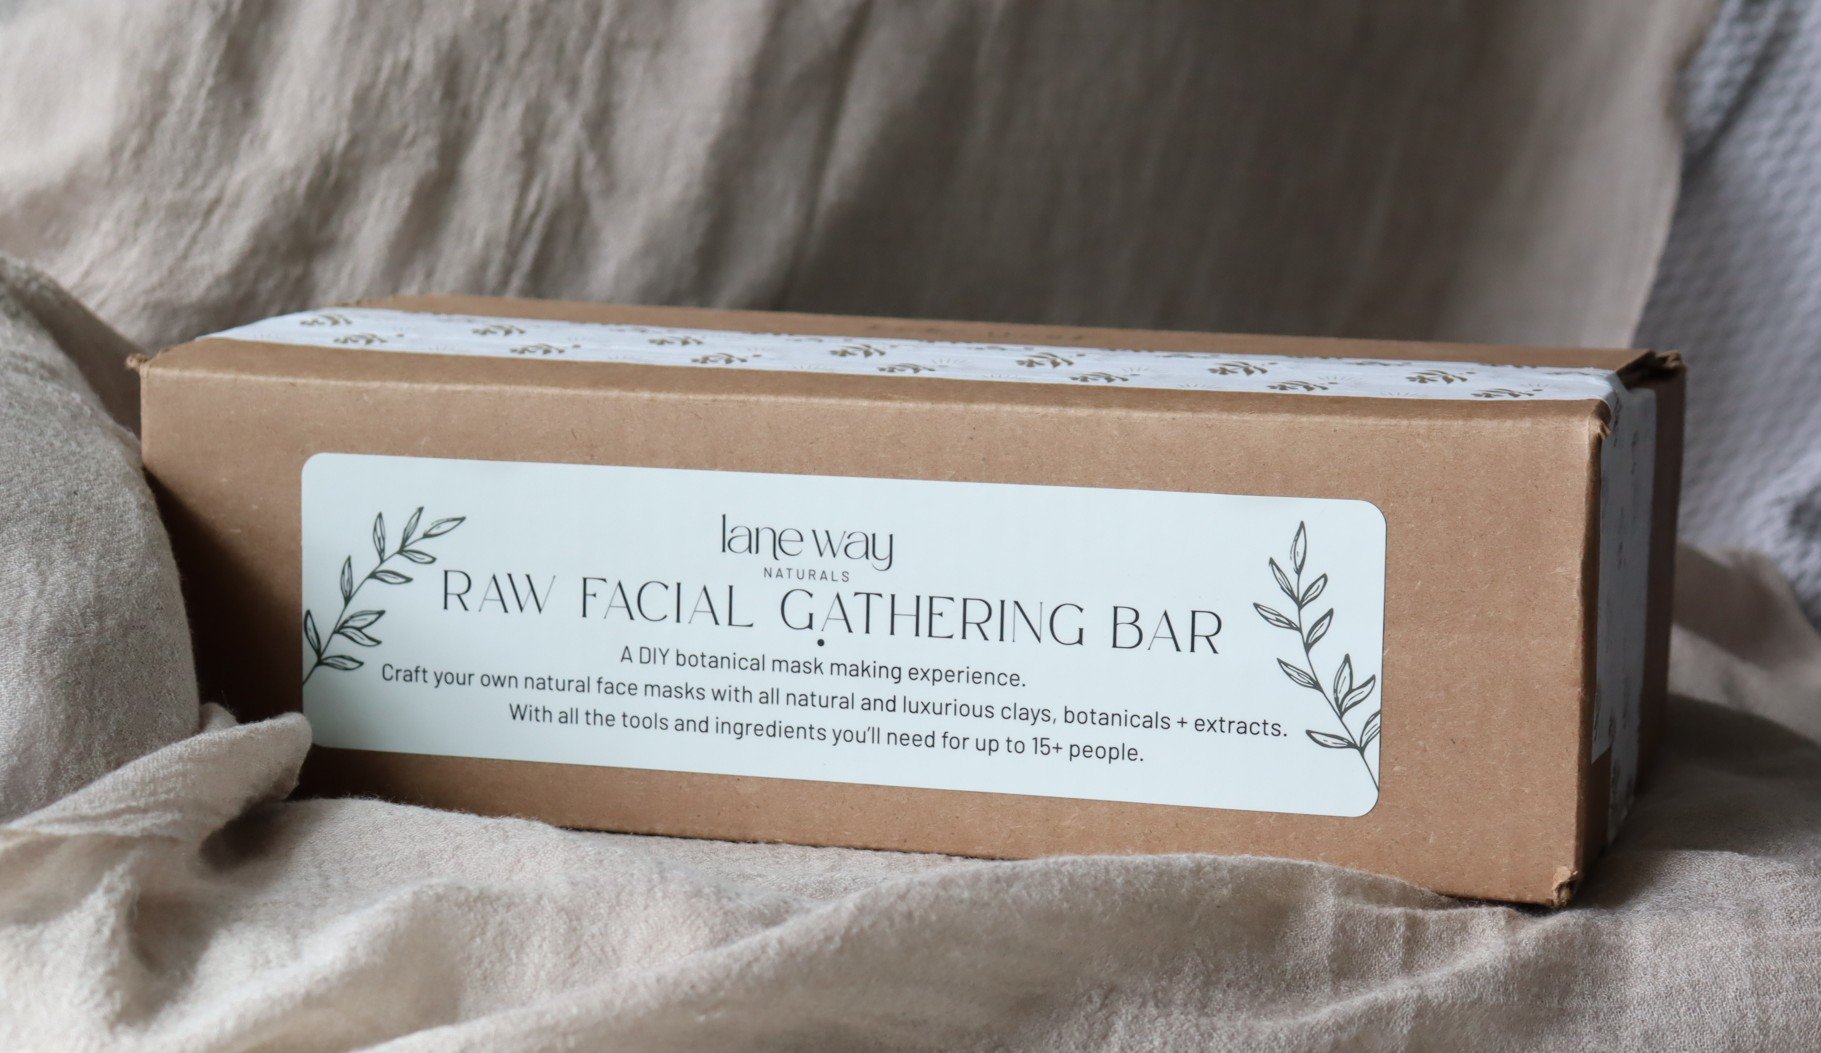 laneway
NATURALS
RAW FACIAL GATHERING BAR
A DIY botanical mask making experience.
Craft your own natural face masks with all natural and luxurious clays, botanicals + extracts.
With all the tools and ingredients you'll need for up to 15+ people.